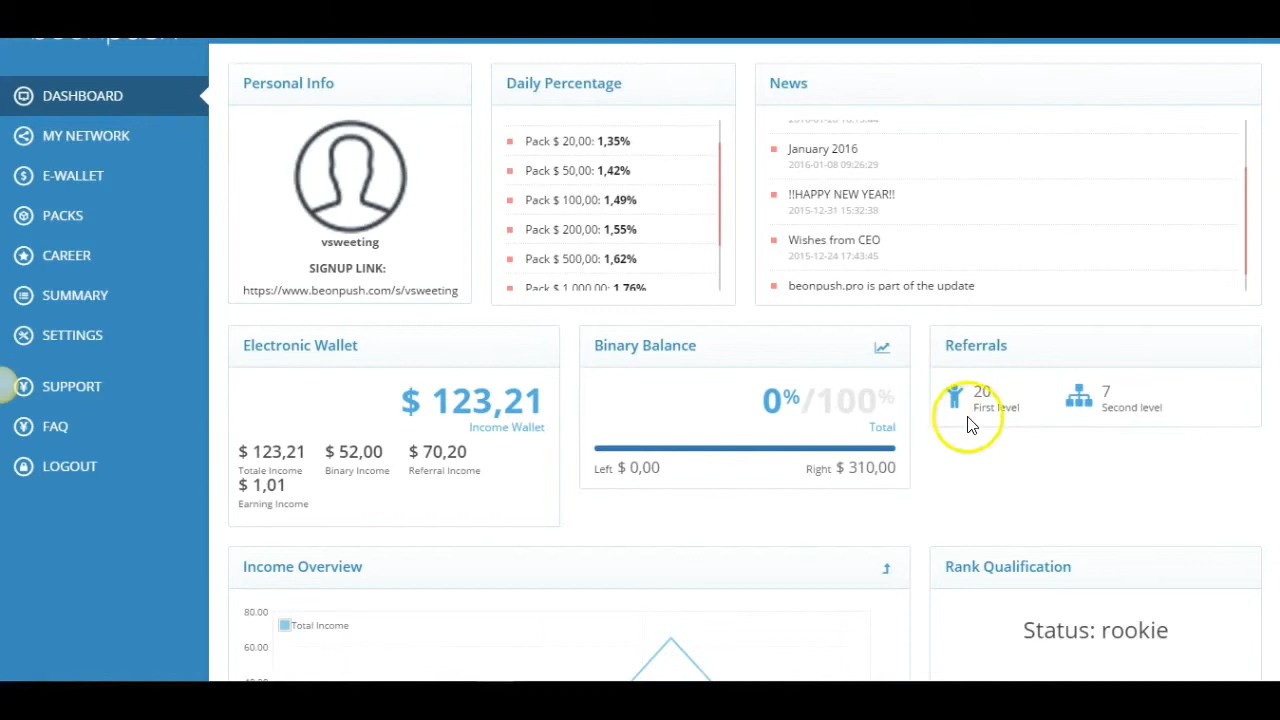 DASHBOARD
MY NETWORK
E-WALLET
PACKS
CAREER
SUMMARY
SETTINGS
SUPPORT
FAQ
LOGOUT
Personal Info
vsweeting
SIGNUP LINK:
https://www.beonpush.com/s/vsweeting
Daily Percentage
Pack $ 20,00: 1,35%
Pack $ 50,00: 1,42%
Pack $ 100,00: 1,49%
Pack $ 200,00: 1,55%
Pack $ 500,00: 1,62%
Pack $ 1.000,00: 1,76%
News
January 2016
2016-01-08 09:26:29
!!HAPPY NEW YEAR!!
2015-12-31 15:32:38
Wishes from CEO
2015-12-24 17:43:45
beonpush.pro is part of the update
Electronic Wallet
$ 123,21
Income Wallet
$ 123,21 $ 52,00 $ 70,20
Totale Income Binary Income Referral Income
$ 1,01
Earning Income
Binary Balance
0%/100%
Total
Left $ 0,00 Right $ 310,00
Referrals
20 7
First level Second level
Income Overview
80.00
Total Income
60.00
Rank Qualification
Status: rookie